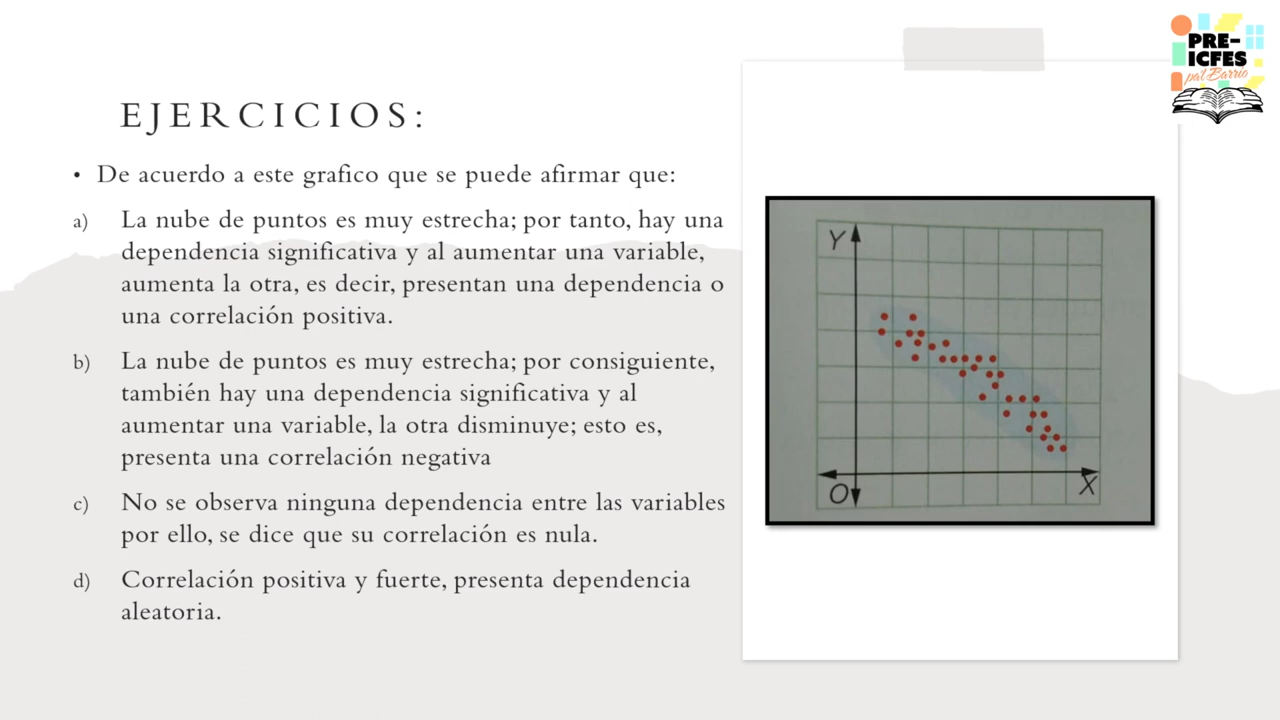 PRE-
ICFES
pa'l Barrio
EJERCICIOS:
• De acuerdo a este grafico que se puede afirmar que:
a) La nube de puntos es muy estrecha; por tanto, hay una
dependencia significativa y al aumentar una variable,
aumenta la otra, es decir, presentan una dependencia o
una correlación positiva.
b) La nube de puntos es muy estrecha; por consiguiente,
también hay una dependencia significativa y al
aumentar una variable, la otra disminuye; esto es,
presenta una correlación negativa
c) No se observa ninguna dependencia entre las variables
por ello, se dice que su correlación es nula.
d) Correlación positiva y fuerte, presenta dependencia
aleatoria.
Y
O
X